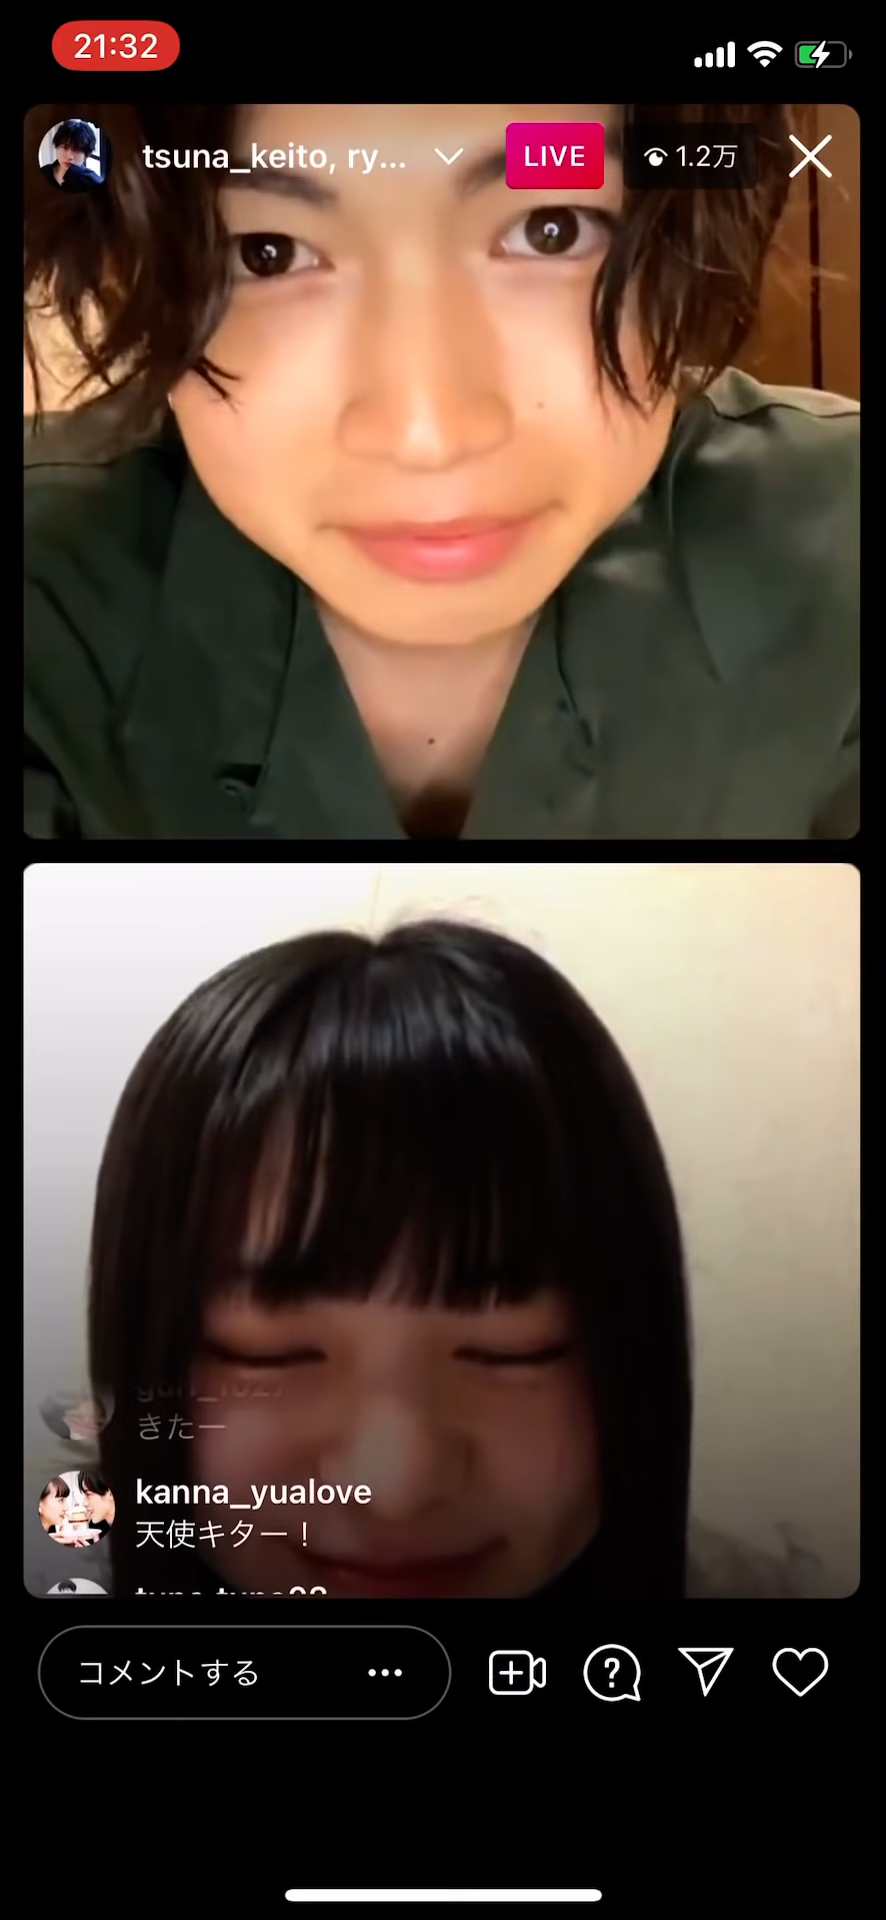 21:32
tsuna_keito, ry...
LIVE
1.2万
きたー
kanna_yualove
天使キター！
コメントする